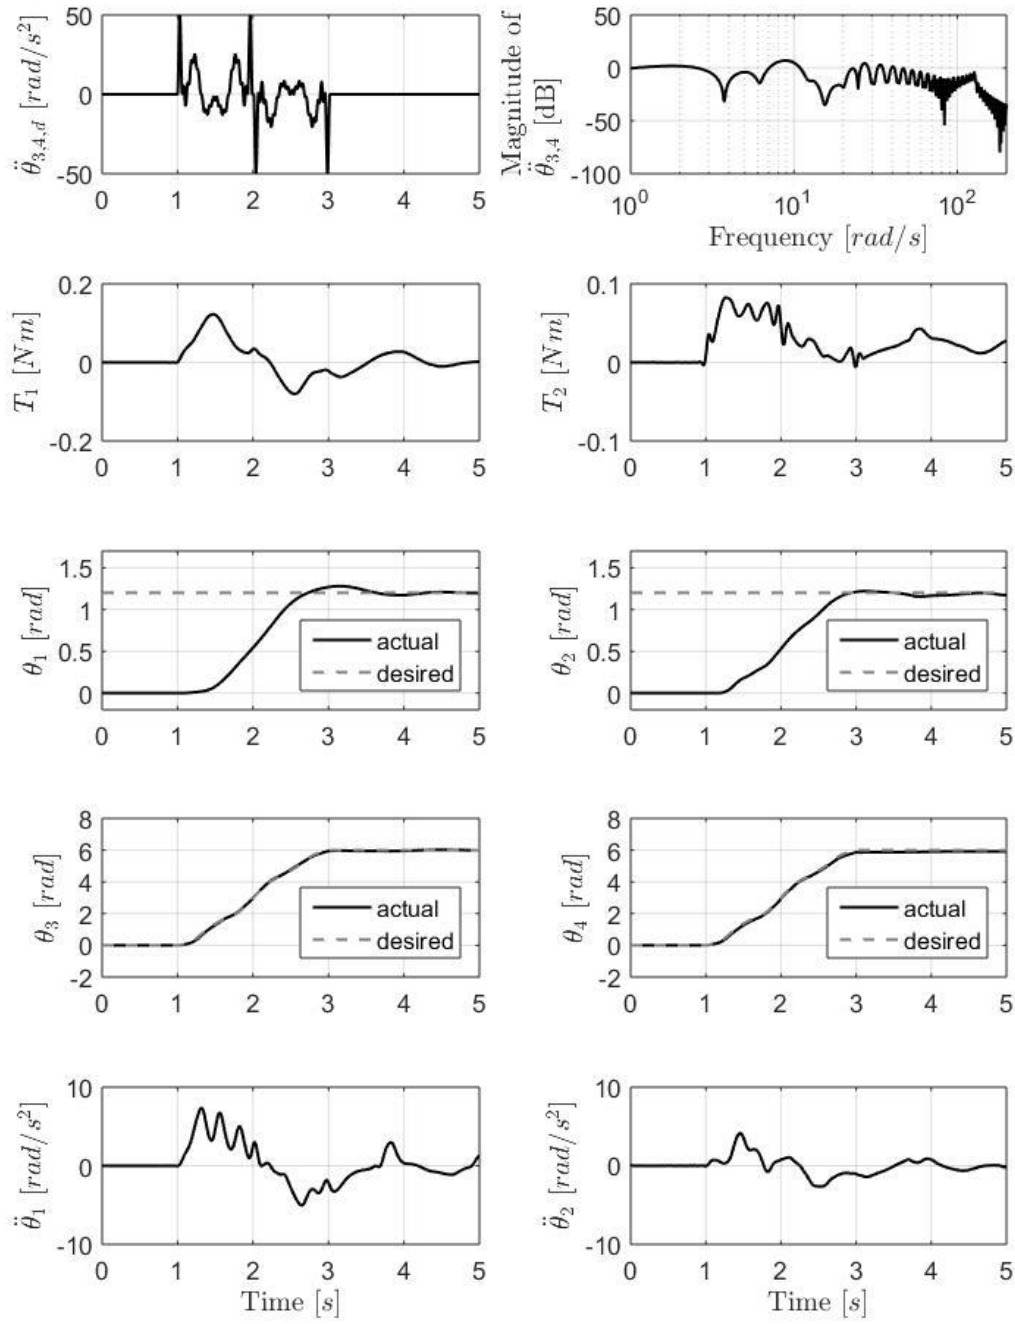 θ̈3,4,d [rad/s²]
50
0
-50
0 1 2 3 4 5
Magnitude of
θ̈3,4 [dB]
50
0
-50
-100
10⁰ 10¹ 10²
Frequency [rad/s]
T1 [Nm]
0.2
0
-0.2
0 1 2 3 4 5
T2 [Nm]
0.1
0
-0.1
0 1 2 3 4 5
θ1 [rad]
1.5
1
0.5
0
actual
desired
0 1 2 3 4 5
θ2 [rad]
1.5
1
0.5
0
actual
desired
0 1 2 3 4 5
θ3 [rad]
8
6
4
2
0
-2
actual
desired
0 1 2 3 4 5
θ4 [rad]
8
6
4
2
0
-2
actual
desired
0 1 2 3 4 5
θ̈1 [rad/s²]
10
0
-10
0 1 2 3 4 5
Time [s]
θ̈2 [rad/s²]
10
0
-10
0 1 2 3 4 5
Time [s]